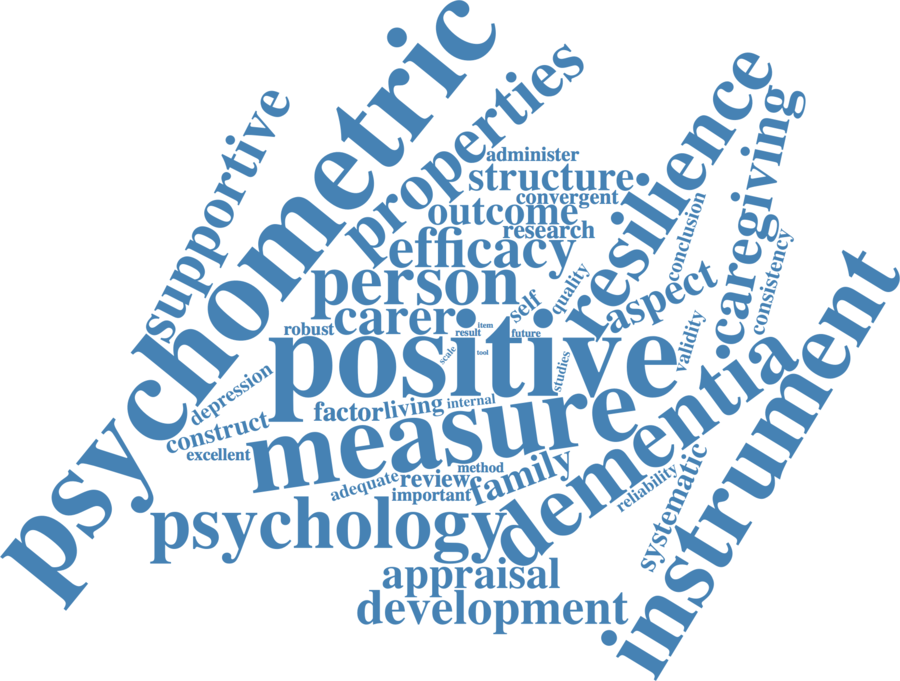 psychometric
supportive
properties
resilience
caregiving
administer
structure
convergent
outcome
research
efficacy
conclusion
person
self
quality
aspect
consistency
robust
carer
result
item
future
validity
positive
scale
tool
studies
instrument
depression
factor
living
internal
dementia
construct
measure
excellent
method
family
adequate
review
important
reliability
systematic
psychology
appraisal
development